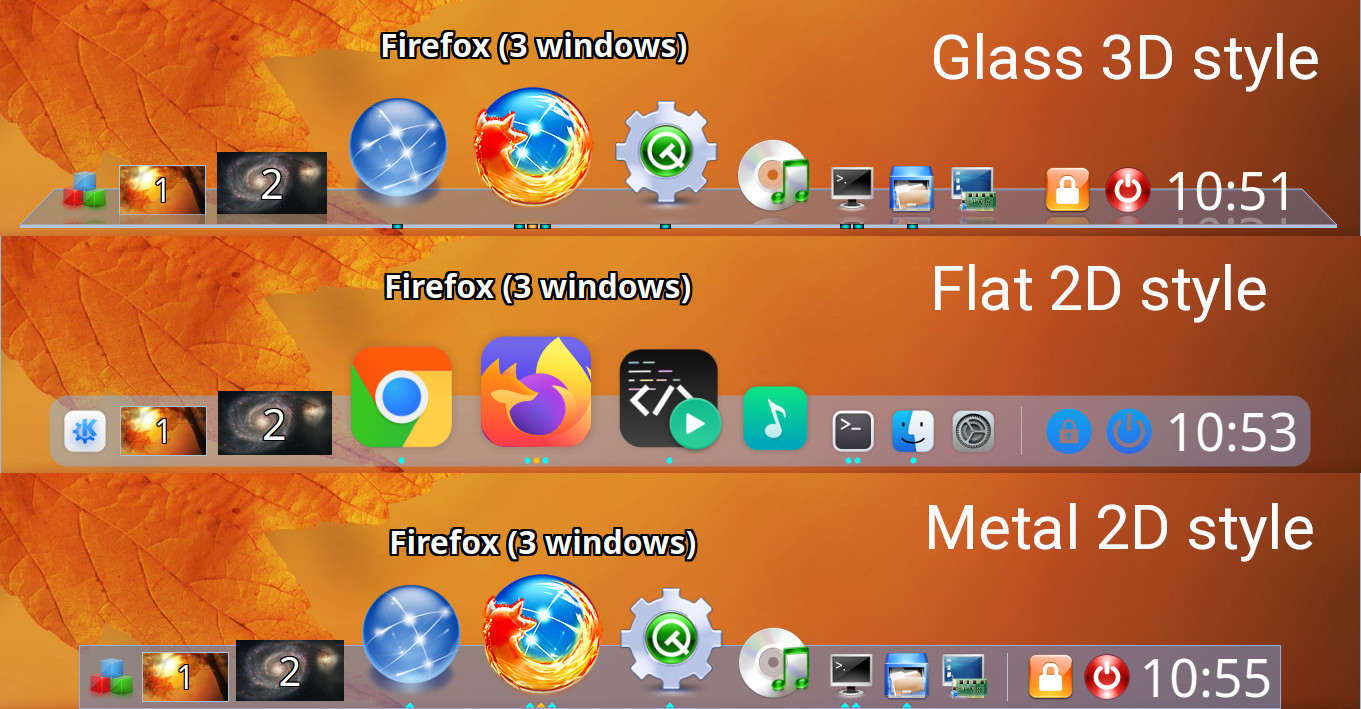 Firefox (3 windows)
Glass 3D style
1
2
>_
10:51
Firefox (3 windows)
Flat 2D style
1
2
</>
>_
10:53
Firefox (3 windows)
Metal 2D style
1
2
>_
10:55